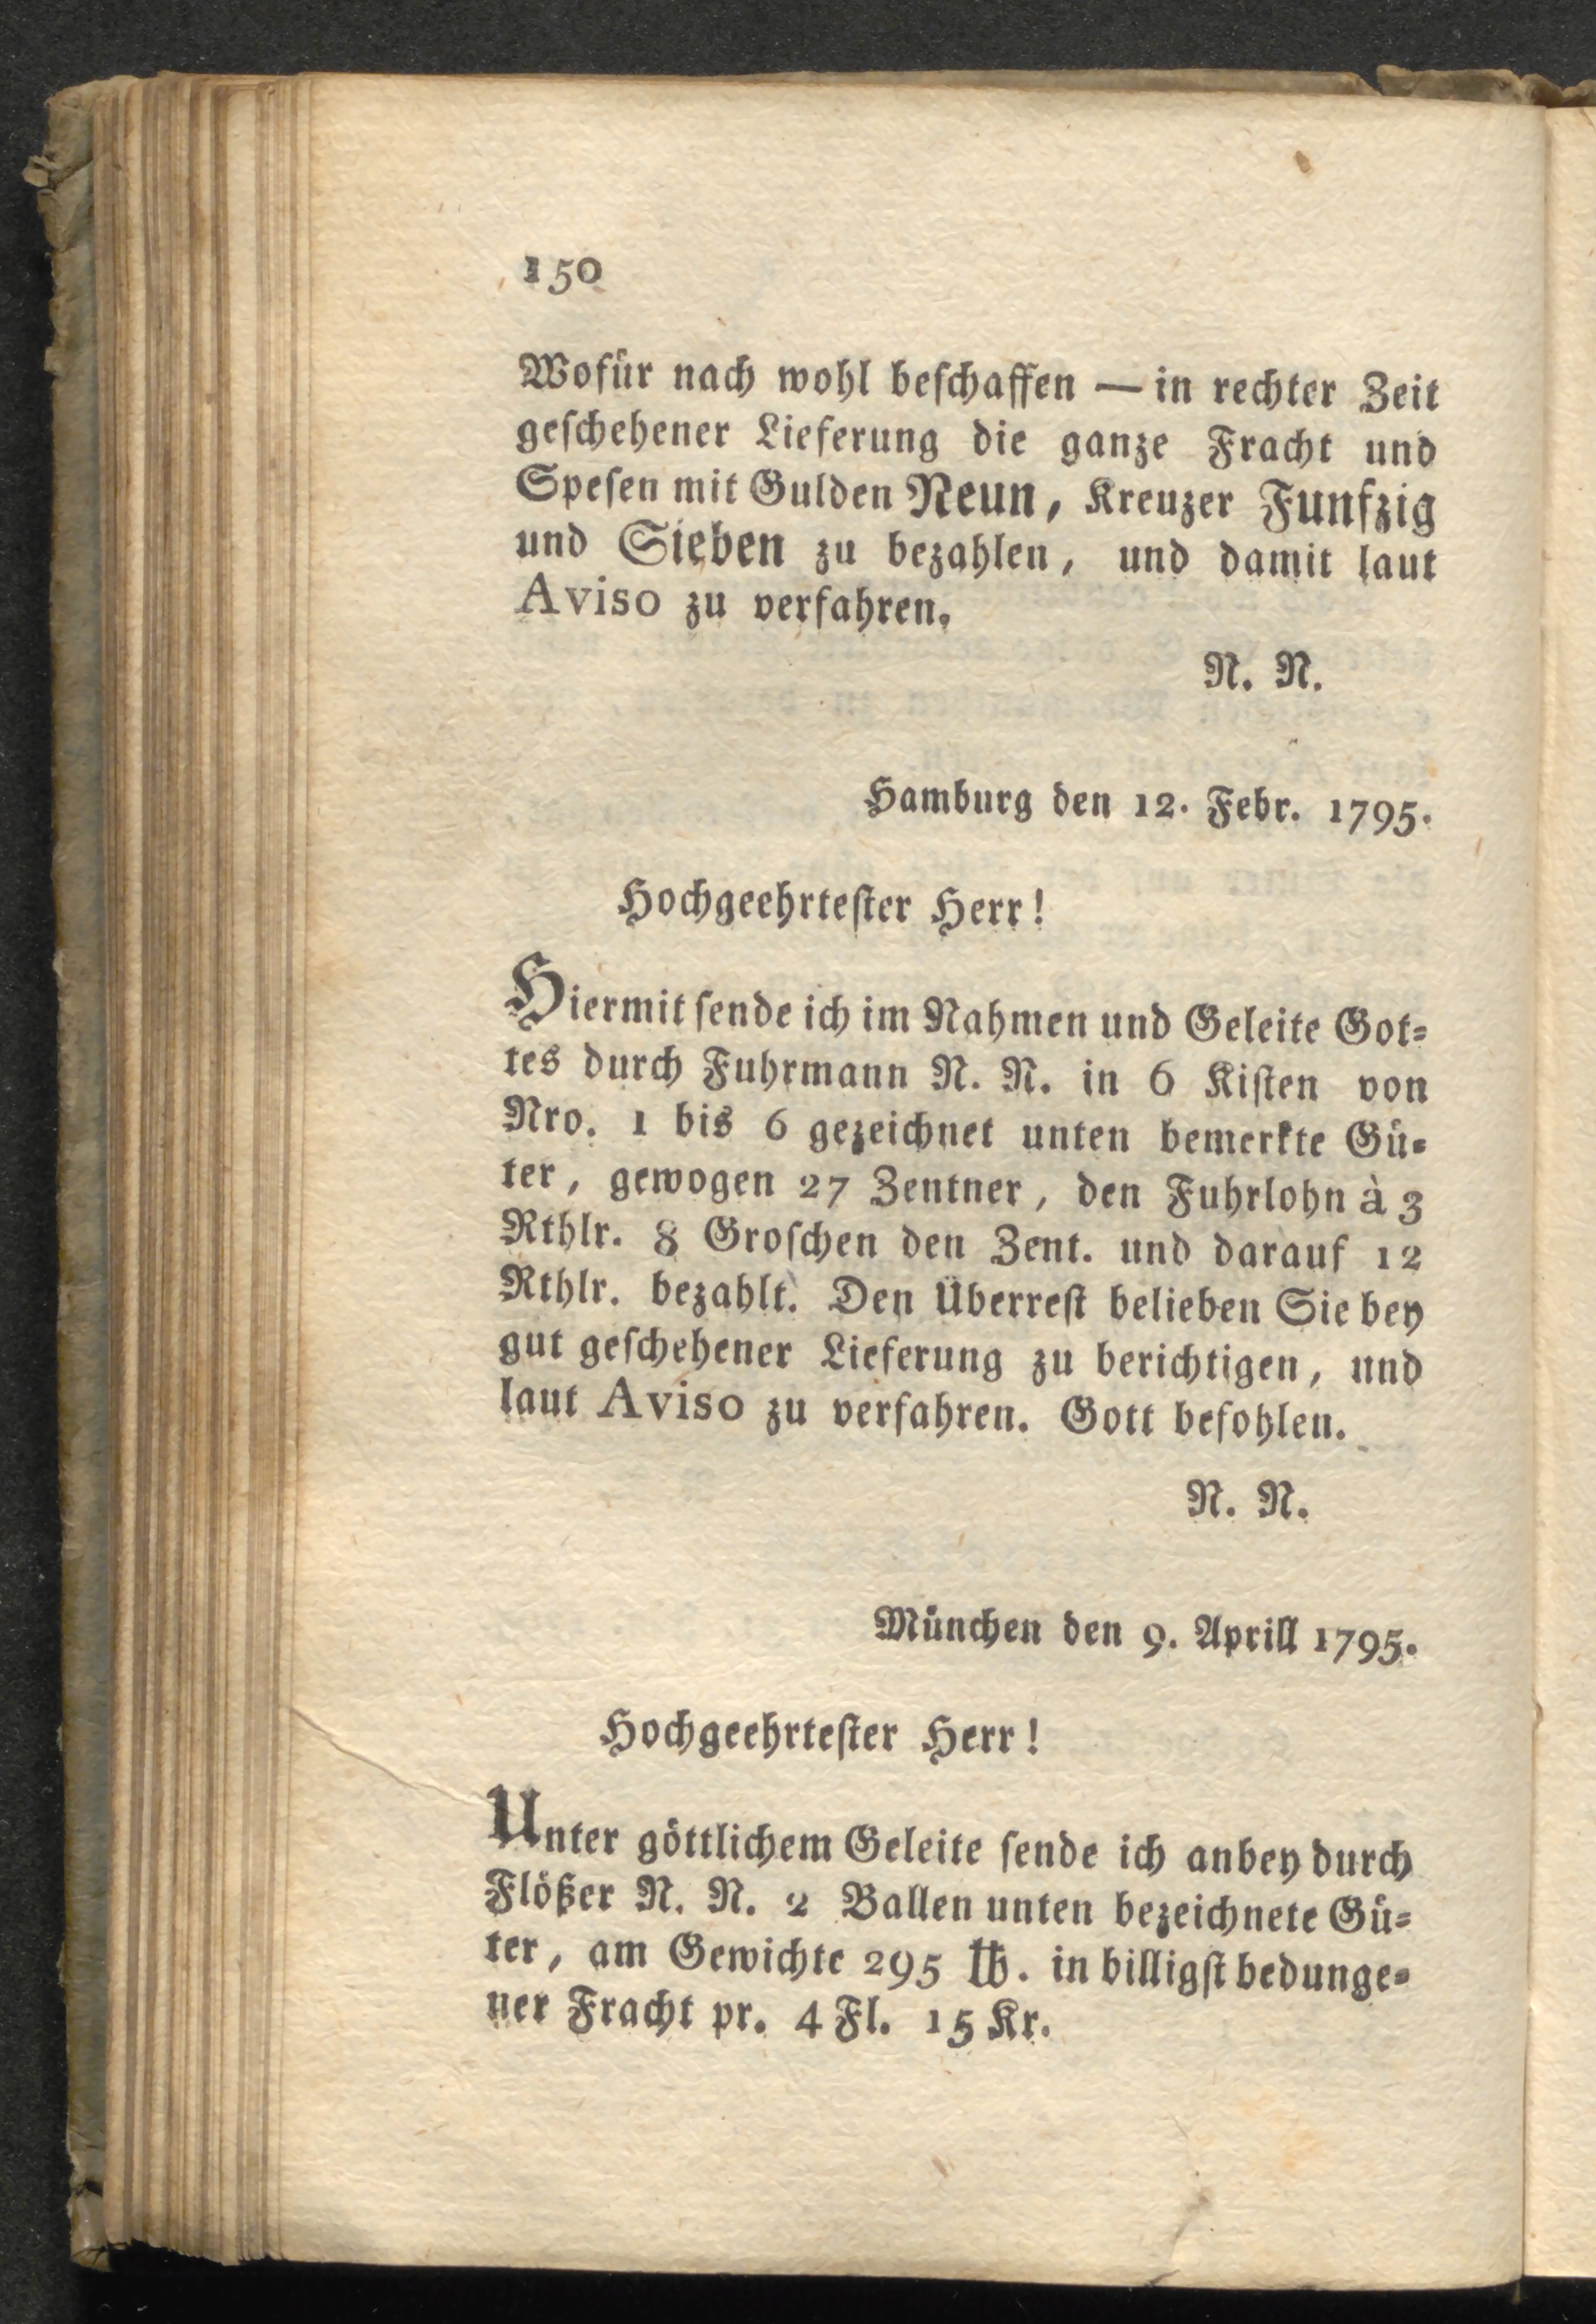 150
Wofür nach wohl beschaffen — in rechter Zeit
geschehener Lieferung die ganze Fracht und
Spesen mit Gulden Neun, Kreuzer Funfzig
und Sieben zu bezahlen, und damit laut
Aviso zu verfahren.
N. N.
Hamburg den 12. Febr. 1795.
Hochgeehrtester Herr!
Hiermit sende ich im Nahmen und Geleite Got=
tes durch Fuhrmann N. N. in 6 Kisten von
Nro. 1 bis 6 gezeichnet unten bemerkte Gü=
ter, gewogen 27 Zentner, den Fuhrlohn à 3
Rthlr. 8 Groschen den Zent. und darauf 12
Rthlr. bezahlt. Den Überrest belieben Sie bey
gut geschehener Lieferung zu berichtigen, und
laut Aviso zu verfahren. Gott befohlen.
N. N.
München den 9. Aprill 1795.
Hochgeehrtester Herr!
Unter göttlichem Geleite sende ich anbey durch
Flößer N. N. 2 Ballen unten bezeichnete Gü=
ter, am Gewichte 295 ℔. in billigst bedunge=
ner Fracht pr. 4 Fl. 15 Kr.